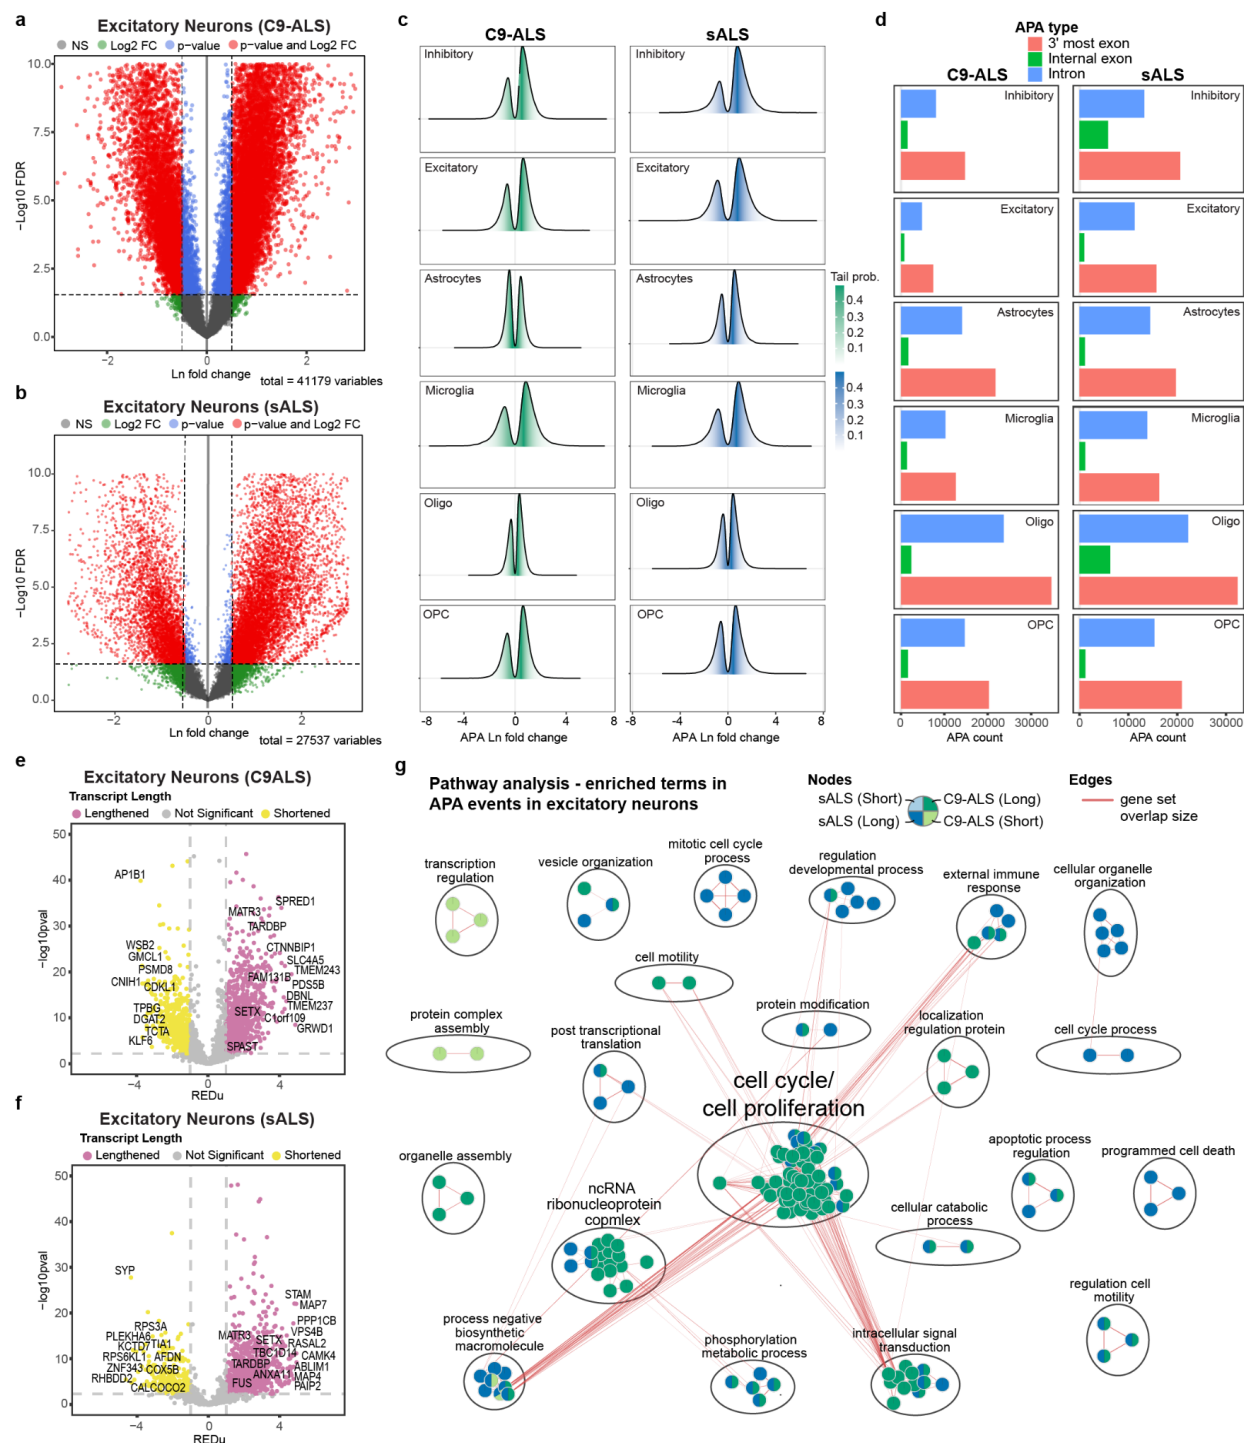 a
Excitatory Neurons (C9-ALS)
NS Log2 FC p-value p-value and Log2 FC
10.0
7.5
5.0
2.5
0.0
−Log10 FDR
−2 0 2
Ln fold change
total = 41179 variables
b
Excitatory Neurons (sALS)
NS Log2 FC p-value p-value and Log2 FC
10.0
7.5
5.0
2.5
0.0
−Log10 FDR
−2 0 2
Ln fold change
total = 27537 variables
c
C9-ALS sALS
Inhibitory Inhibitory
Excitatory Excitatory
Astrocytes Astrocytes
Microglia Microglia
Oligo Oligo
OPC OPC
Tail prob.
0.4
0.3
0.2
0.1
0.4
0.3
0.2
0.1
-8 -4 0 4 8 -8 -4 0 4 8
APA Ln fold change APA Ln fold change
d
APA type
3' most exon
Internal exon
Intron
C9-ALS sALS
Inhibitory Inhibitory
Excitatory Excitatory
Astrocytes Astrocytes
Microglia Microglia
Oligo Oligo
OPC OPC
0 10000 20000 30000 0 10000 20000 30000
APA count APA count
e
Excitatory Neurons (C9ALS)
Transcript Length
Lengthened Not Significant Shortened
50
40
30
20
10
0
−log10pval
AP1B1
SPRED1
MATR3
TARDBP
WSB2
CTNNBIP1
GMCL1
SLC4A5
PSMD8
TMEM243
FAM131B
CNIH1
CDKL1
PDS5B
DBNL
TPBG
SETX
TMEM237
DGAT2
C1orf109
TCTA
GRWD1
KLF6
SPAST
−4 0 4
REDu
f
Excitatory Neurons (sALS)
Transcript Length
Lengthened Not Significant Shortened
50
40
30
20
10
0
−log10pval
SYP
STAM
MAP7
RPS3A
PPP1CB
PLEKHA6
MATR3
VPS4B
KCTD7
TIA1
SETX
RASAL2
RPS6KL1
AFDN
TBC1D14
CAMK4
ZNF343
COX5B
TARDBP
ABLIM1
RHBDD2
ANXA11
MAP4
CALCOCO2
FUS
PAIP2
−4 0 4
REDu
g
Pathway analysis - enriched terms in
APA events in excitatory neurons
Nodes
sALS (Short) C9-ALS (Long)
sALS (Long) C9-ALS (Short)
Edges
gene set
overlap size
transcription
regulation
vesicle organization
mitotic cell cycle
process
regulation
developmental process
external immune
response
cellular organelle
organization
cell motility
protein modification
localization
regulation protein
cell cycle process
protein complex
assembly
post transcriptional
translation
cell cycle/
cell proliferation
organelle assembly
ncRNA
ribonucleoprotein
copmlex
cellular catabolic
process
apoptotic process
regulation
programmed cell death
regulation cell
motility
process negative
biosynthetic
macromolecule
phosphorylation
metabolic process
intracellular signal
transduction